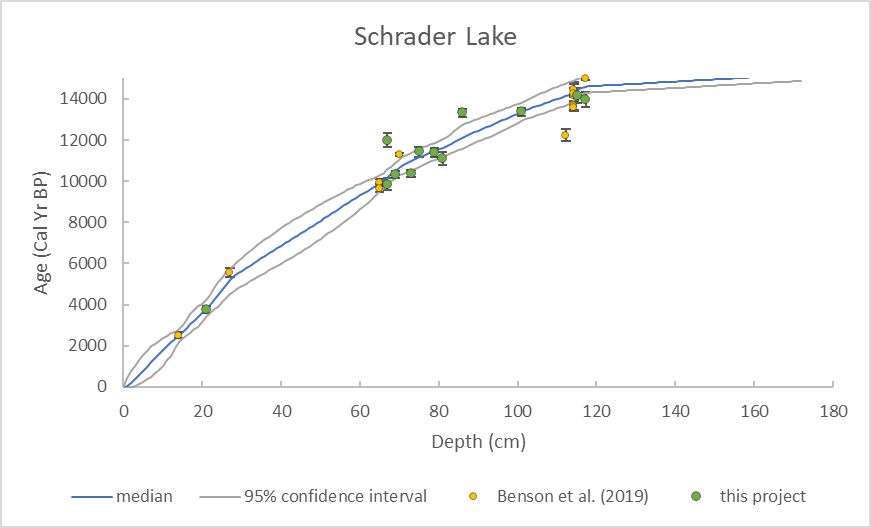 Schrader Lake
Age (Cal Yr BP)
14000
12000
10000
8000
6000
4000
2000
0
0 20 40 60 80 100 120 140 160 180
Depth (cm)
median 95% confidence interval Benson et al. (2019) this project